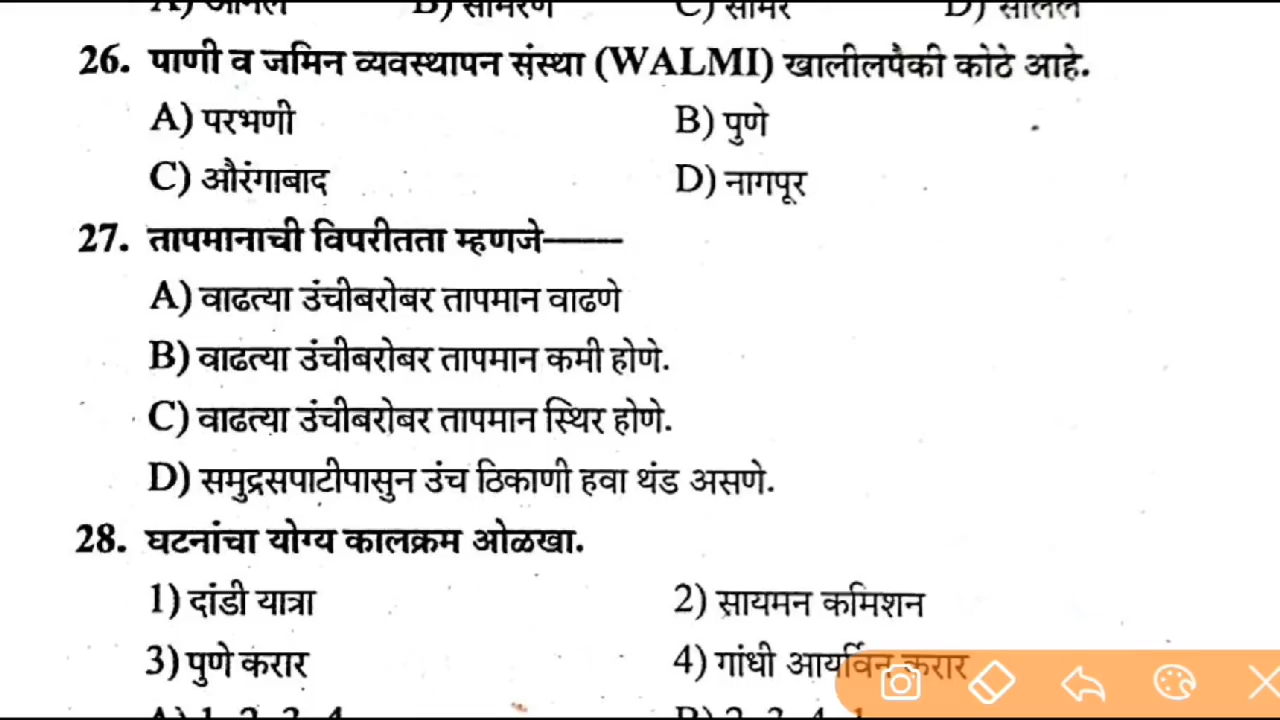 26. पाणी व जमिन व्यवस्थापन संस्था (WALMI) खालीलपैकी कोठे आहे.
A) परभणी B) पुणे
C) औरंगाबाद D) नागपूर
27. तापमानाची विपरीतता म्हणजे———
A) वाढत्या उंचीबरोबर तापमान वाढणे
B) वाढत्या उंचीबरोबर तापमान कमी होणे.
C) वाढत्या उंचीबरोबर तापमान स्थिर होणे.
D) समुद्रसपाटीपासुन उंच ठिकाणी हवा थंड असणे.
28. घटनांचा योग्य कालक्रम ओळखा.
1) दांडी यात्रा 2) सायमन कमिशन
3) पुणे करार 4) गांधी आयर्विन करार